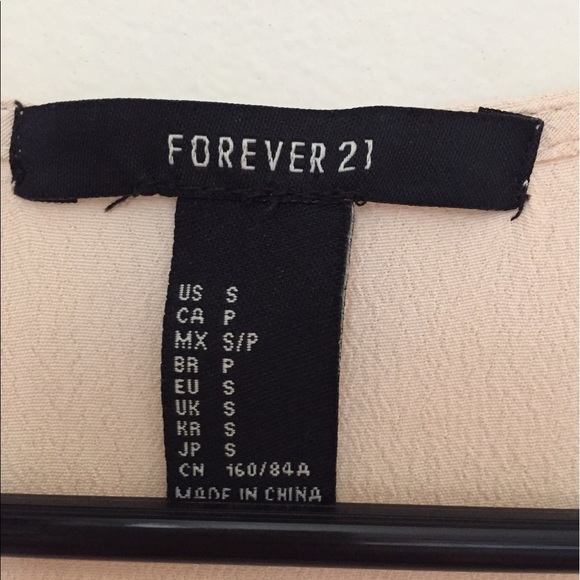 FOREVER 21
US S
CA P
MX S/P
BR P
EU S
UK S
KR S
JP S
CN 160/84A
MADE IN CHINA